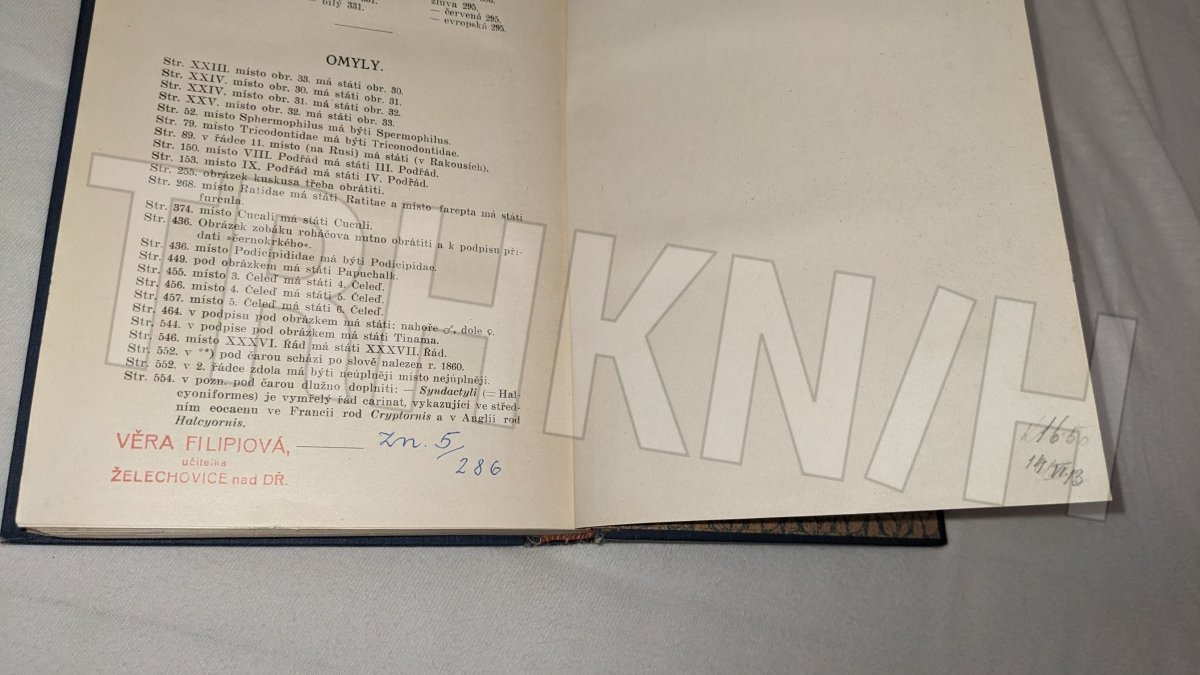 — bílý 331.
žluva 295.
— červená 295.
— evropská 295.
OMYLY.
Str. XXIII. místo obr. 33. má státi obr. 30.
Str. XXIV. místo obr. 30. má státi obr. 31.
Str. XXIV. místo obr. 31. má státi obr. 32.
Str. XXV. místo obr. 32. má státi obr. 33.
Str. 52. místo Sphermophilus má býti Spermophilus.
Str. 79. místo Tricodontidae má býti Triconodontidae.
Str. 89. v řádce 11. místo (na Rusi) má státi (v Rakousích).
Str. 150. místo VIII. Podřád má státi III. Podřád.
Str. 153. místo IX. Podřád má státi IV. Podřád.
Str. 255. obrázek kuskusa třeba obrátiti.
Str. 268. místo Ratidae má státi Ratitae a místo farepta má státi
furcula.
Str. 374. místo Cucali má státi Cuculi.
Str. 436. Obrázek zobáku roháčova nutno obrátiti a k podpisu při-
dati »černokrkého«.
Str. 436. místo Podicipididae má býti Podicipidae.
Str. 449. pod obrázkem má státi Papuchalk.
Str. 455. místo 3. Čeleď má státi 4. Čeleď.
Str. 456. místo 4. Čeleď má státi 5. Čeleď.
Str. 457. místo 5. Čeleď má státi 6. Čeleď.
Str. 464. v podpisu pod obrázkem má státi: nahoře ♂, dole ♀.
Str. 544. v podpise pod obrázkem má státi Tinama.
Str. 546. místo XXXVI. Řád má státi XXXVII. Řád.
Str. 552. v **) pod čarou schází po slově nalezen r. 1860.
Str. 552. v 2. řádce zdola má býti neúplněji místo nejúplněji.
Str. 554. v pozn. pod čarou dlužno doplniti: — Syndactyli (= Hal-
cyoniformes) je vymřelý řád carinat, vykazující ve střed-
ním eocaenu ve Francii rod Cryptornis a v Anglii rod
Halcyornis.
VĚRA FILIPIOVÁ,
učitelka
ŽELECHOVICE nad DŘ.
Zn. 5/
286
TRHKNIH